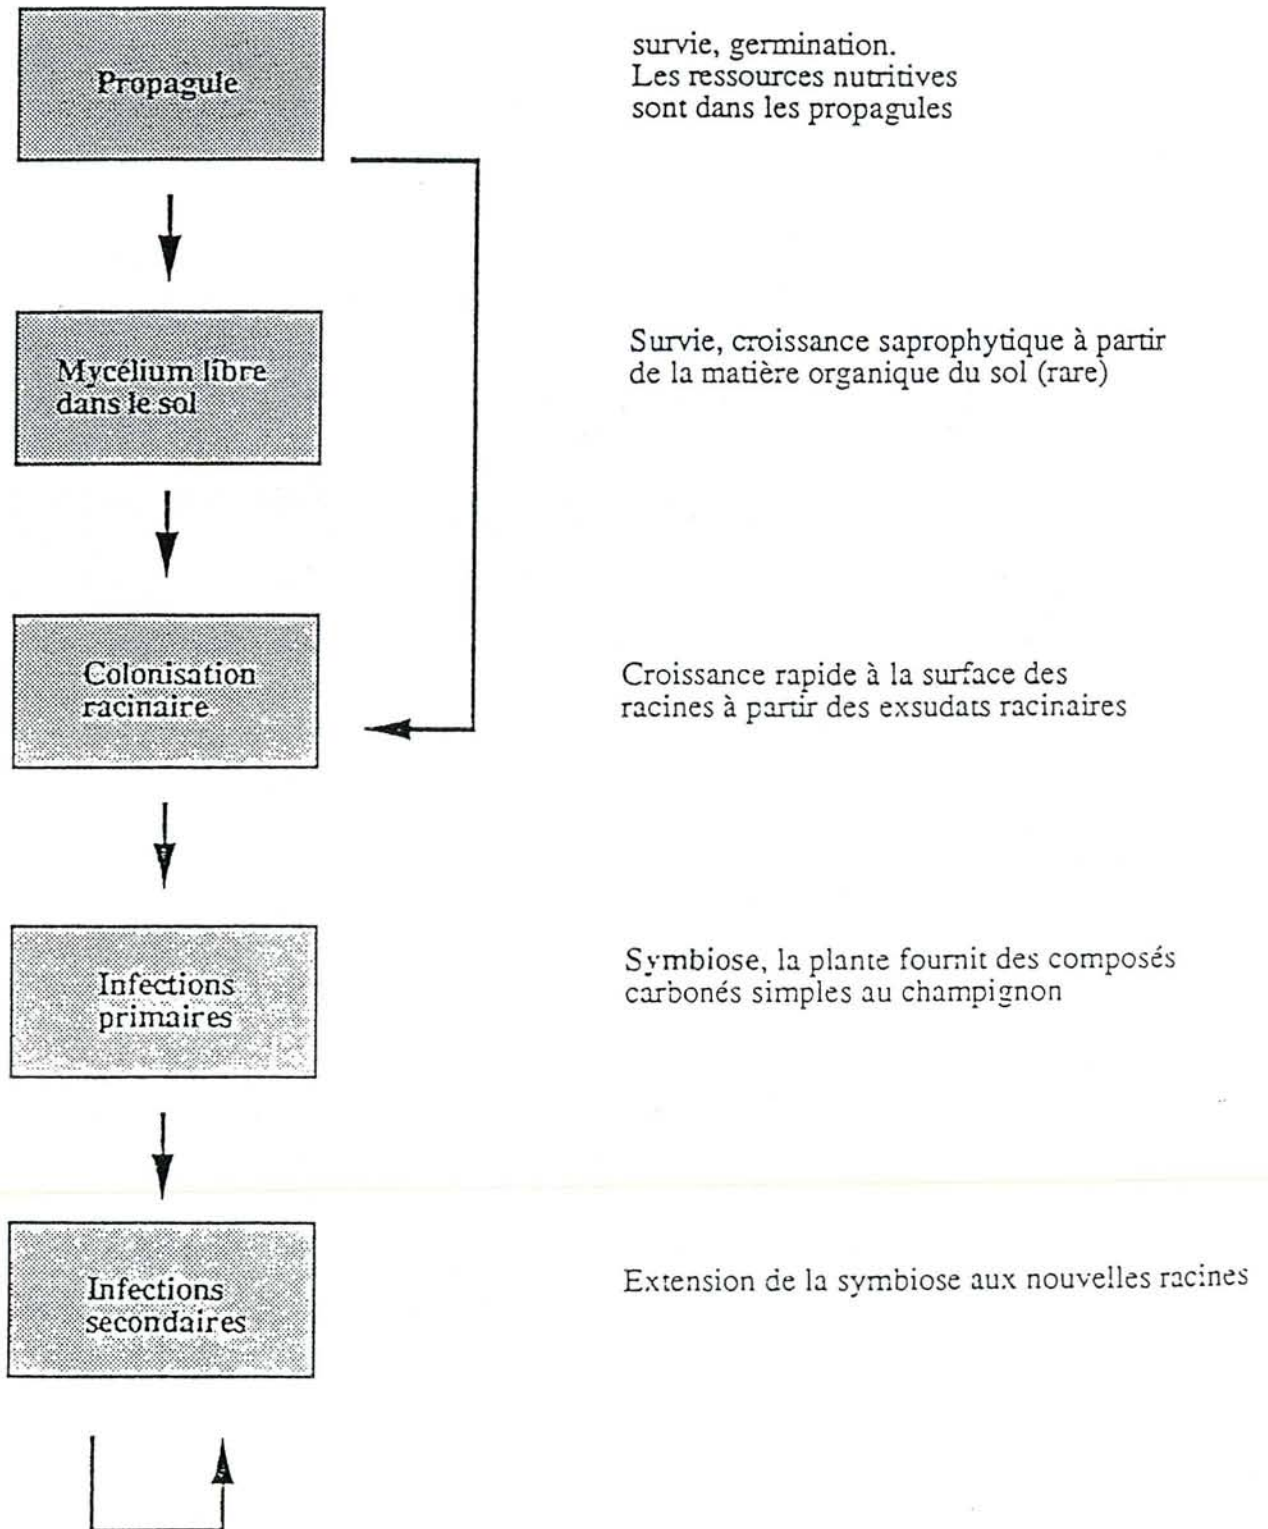 Propagule
survie, germination.
Les ressources nutritives
sont dans les propagules
Mycélium libre
dans le sol
Survie, croissance saprophytique à partir
de la matière organique du sol (rare)
Colonisation
racinaire
Croissance rapide à la surface des
racines à partir des exsudats racinaires
Infections
primaires
Symbiose, la plante fournit des composés
carbonés simples au champignon
Infections
secondaires
Extension de la symbiose aux nouvelles racines